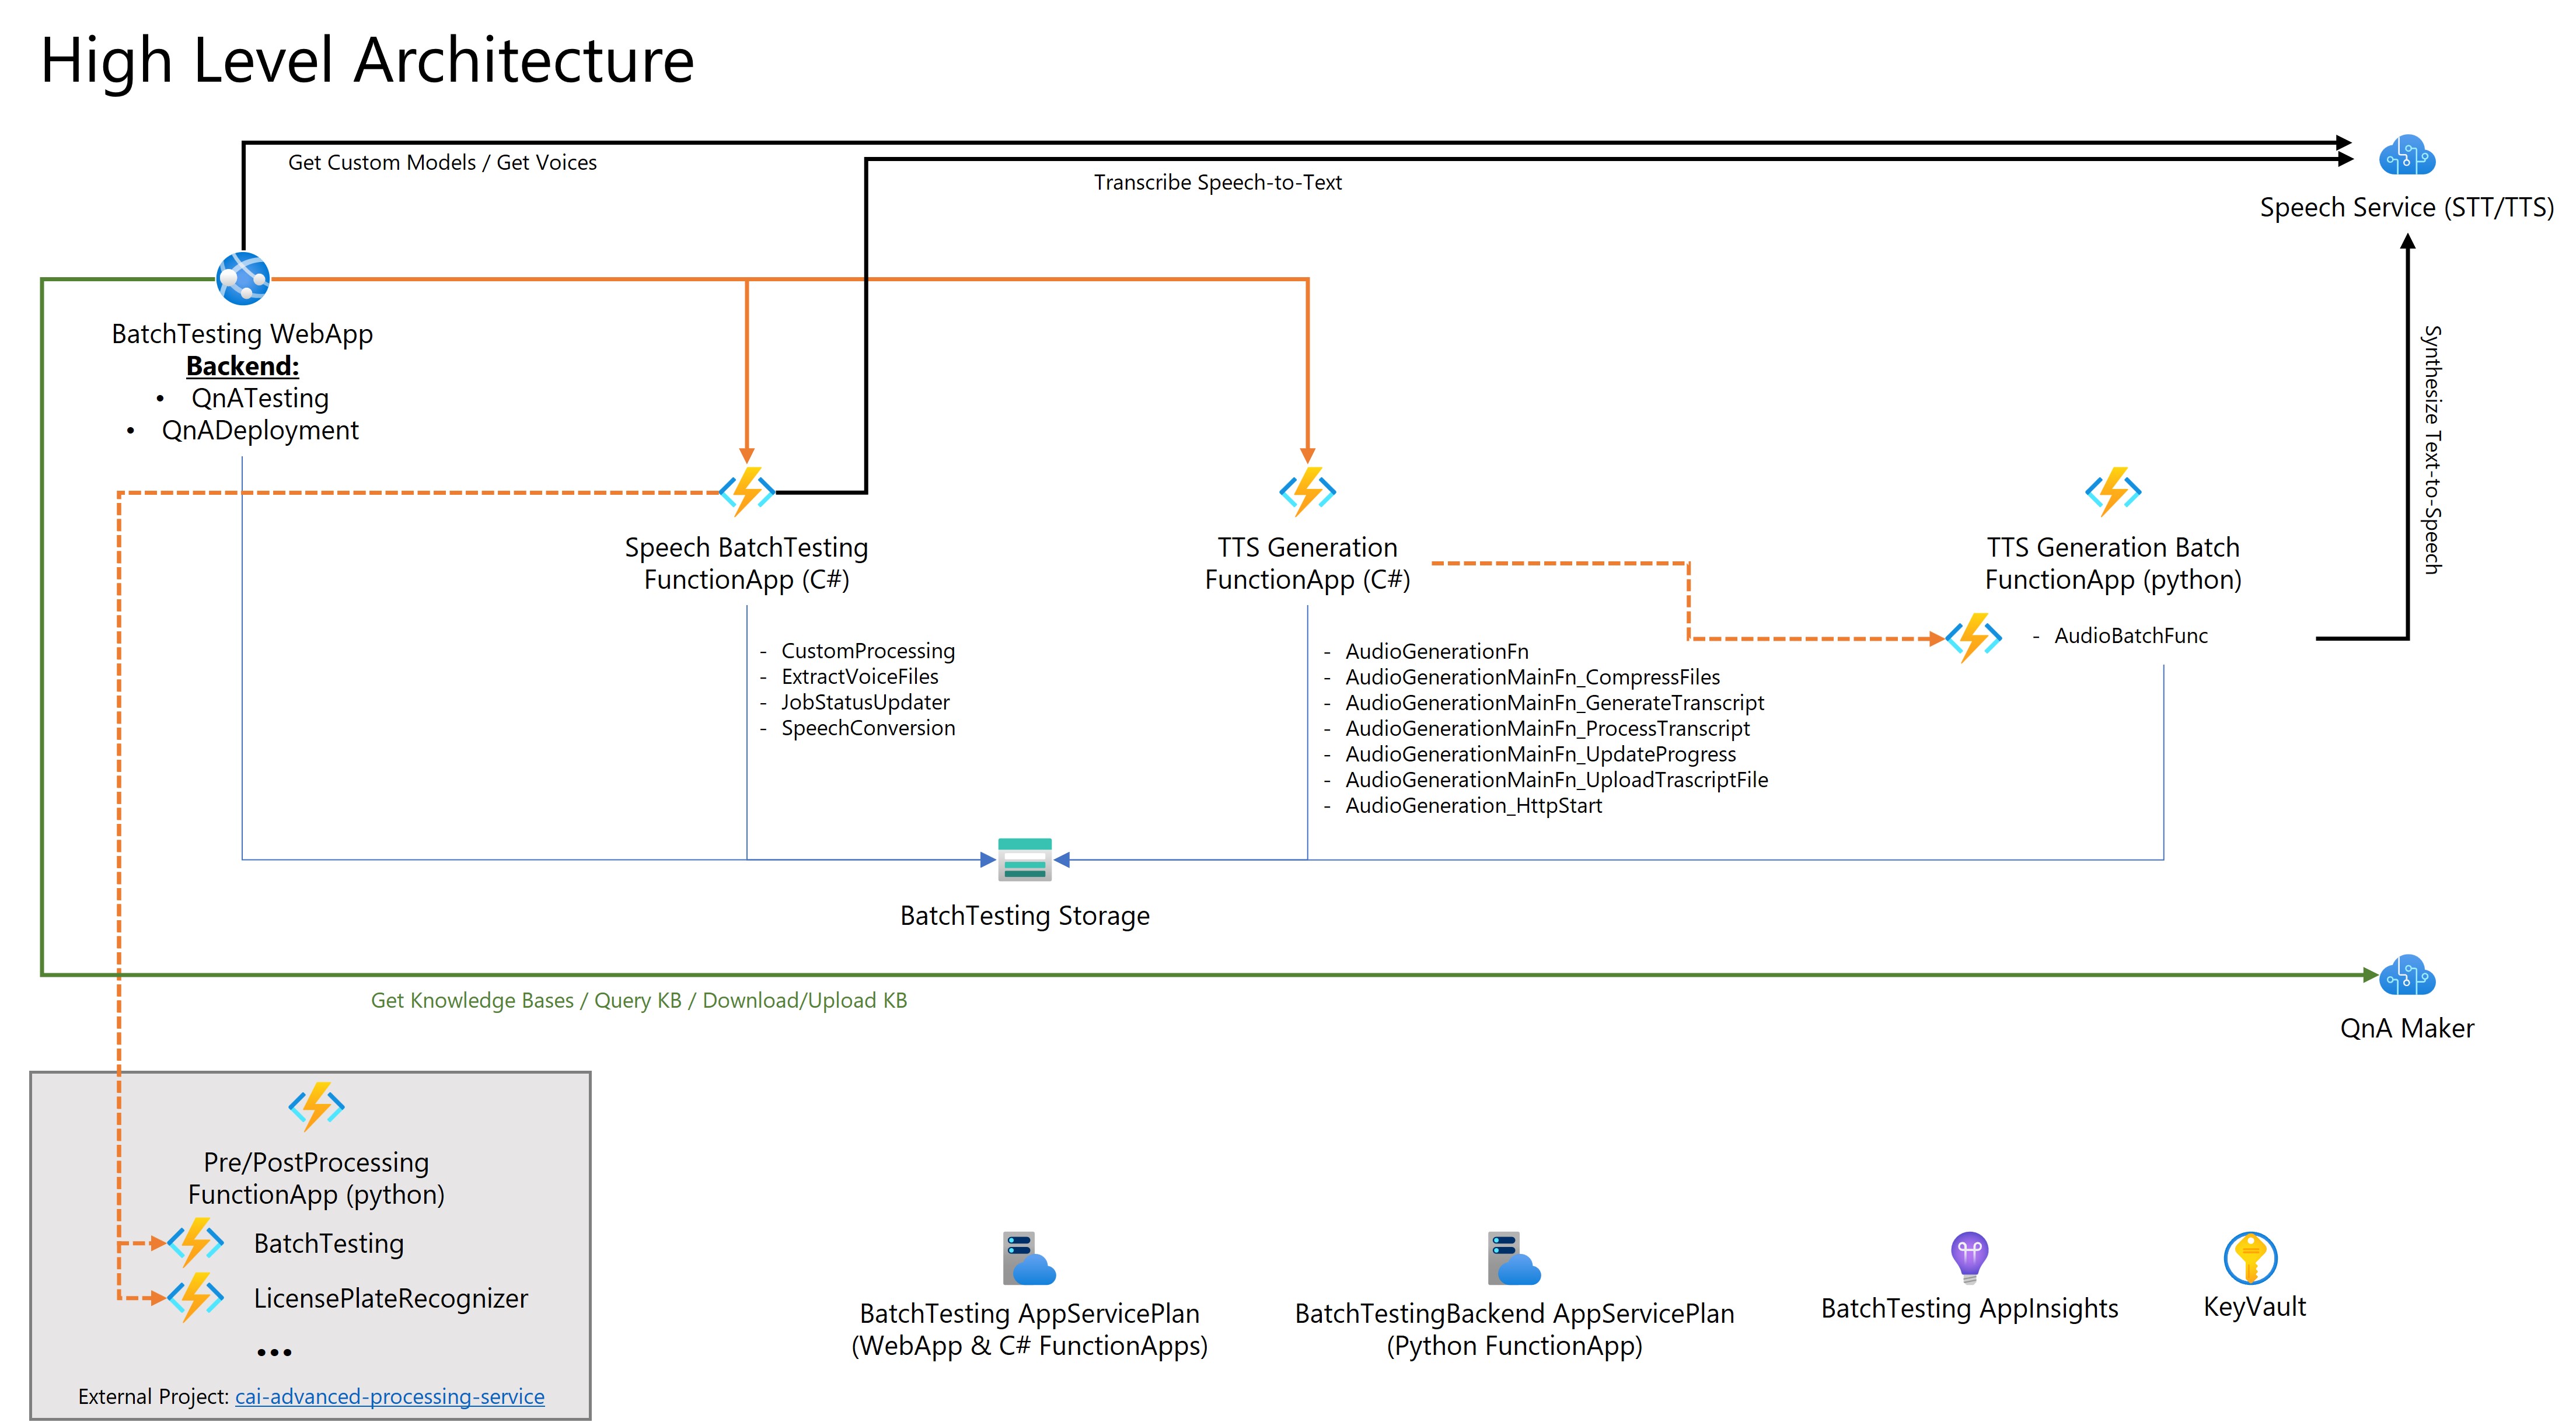 High Level Architecture
Get Custom Models / Get Voices
Transcribe Speech-to-Text
Speech Service (STT/TTS)
Synthesize Text-to-Speech
BatchTesting WebApp
Backend:
• QnATesting
• QnADeployment
Speech BatchTesting
FunctionApp (C#)
- CustomProcessing
- ExtractVoiceFiles
- JobStatusUpdater
- SpeechConversion
TTS Generation
FunctionApp (C#)
- AudioGenerationFn
- AudioGenerationMainFn_CompressFiles
- AudioGenerationMainFn_GenerateTranscript
- AudioGenerationMainFn_ProcessTranscript
- AudioGenerationMainFn_UpdateProgress
- AudioGenerationMainFn_UploadTrascriptFile
- AudioGeneration_HttpStart
TTS Generation Batch
FunctionApp (python)
- AudioBatchFunc
BatchTesting Storage
Get Knowledge Bases / Query KB / Download/Upload KB
QnA Maker
Pre/PostProcessing
FunctionApp (python)
BatchTesting
LicensePlateRecognizer
...
External Project: cai-advanced-processing-service
BatchTesting AppServicePlan
(WebApp & C# FunctionApps)
BatchTestingBackend AppServicePlan
(Python FunctionApp)
BatchTesting AppInsights
KeyVault